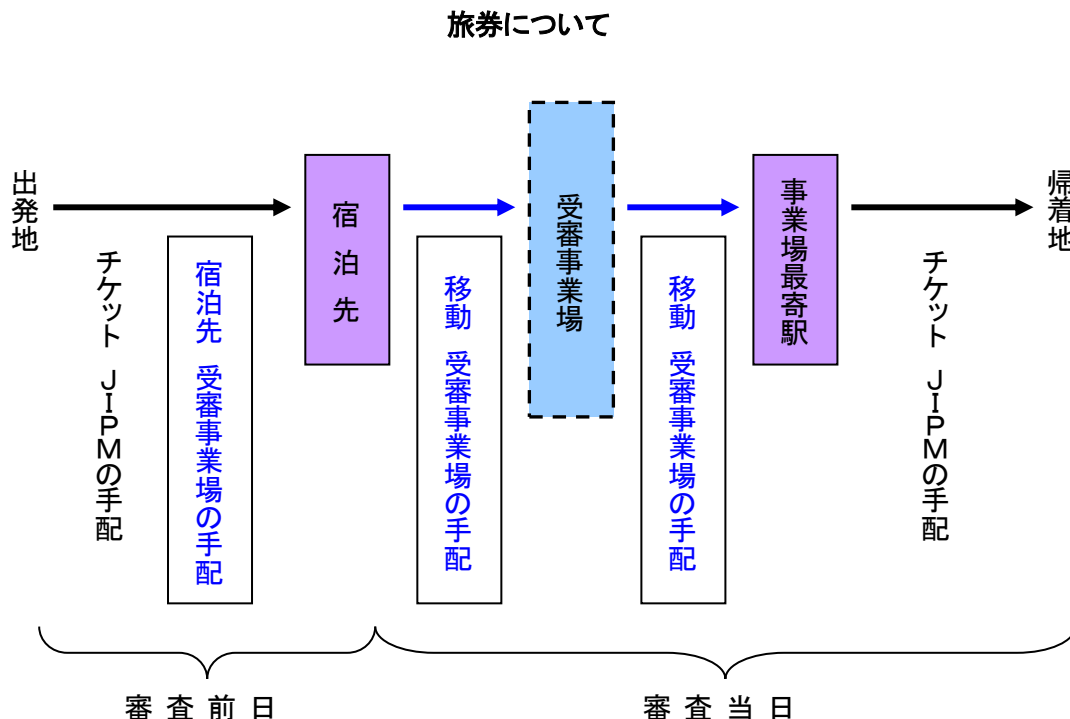 旅券について
出発地
チケット JIPMの手配
宿泊先 受審事業場の手配
宿泊先
移動 受審事業場の手配
受審事業場
移動 受審事業場の手配
事業場最寄駅
チケット JIPMの手配
帰着地
審査前日
審査当日